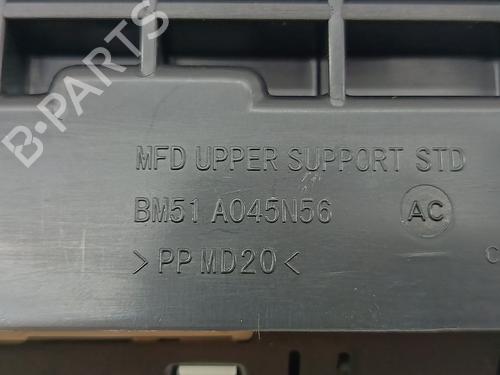 B-PARTS
MFD UPPER SUPPORT STD
BM51 A045N56 AC
>PP MD20<
C